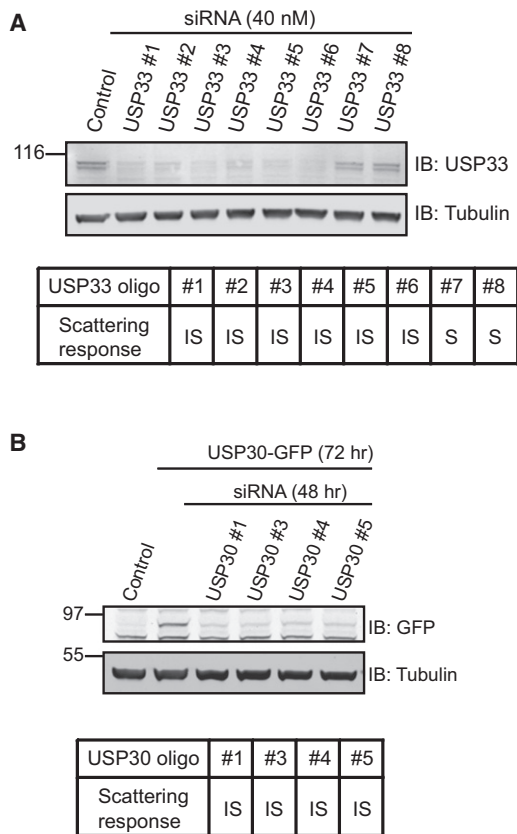 A
siRNA (40 nM)
Control
USP33 #1
USP33 #2
USP33 #3
USP33 #4
USP33 #5
USP33 #6
USP33 #7
USP33 #8
116
IB: USP33
IB: Tubulin
USP33 oligo #1 #2 #3 #4 #5 #6 #7 #8
Scattering
response IS IS IS IS IS IS S S
B
USP30-GFP (72 hr)
siRNA (48 hr)
Control
USP30 #1
USP30 #3
USP30 #4
USP30 #5
97
IB: GFP
55
IB: Tubulin
USP30 oligo #1 #3 #4 #5
Scattering
response IS IS IS IS